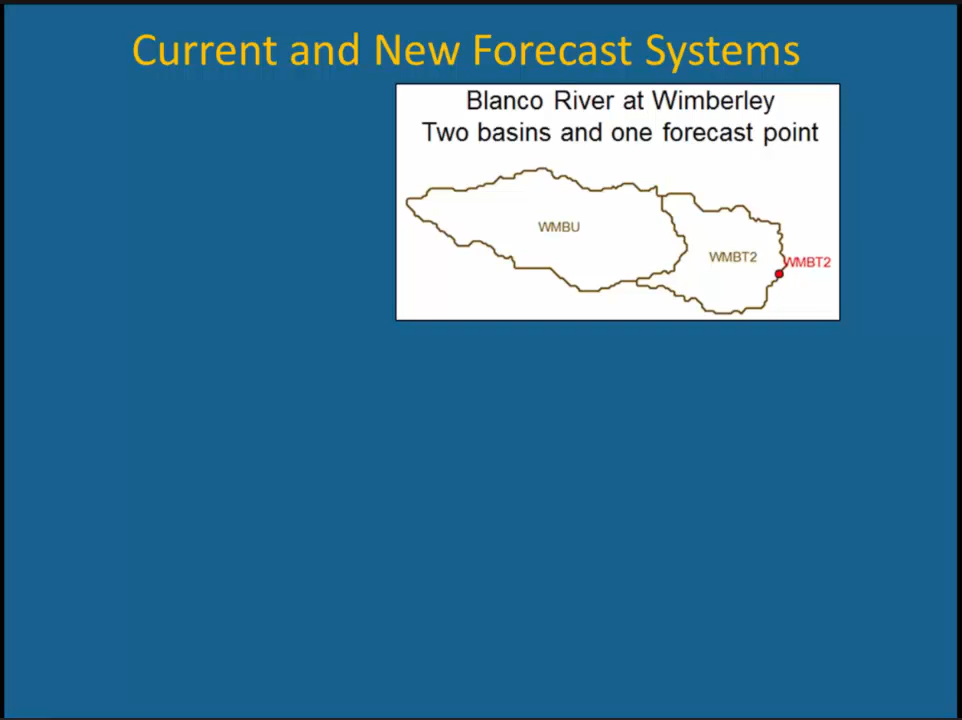 Current and New Forecast Systems
Blanco River at Wimberley
Two basins and one forecast point
WMBU
WMBT2
WMBT2